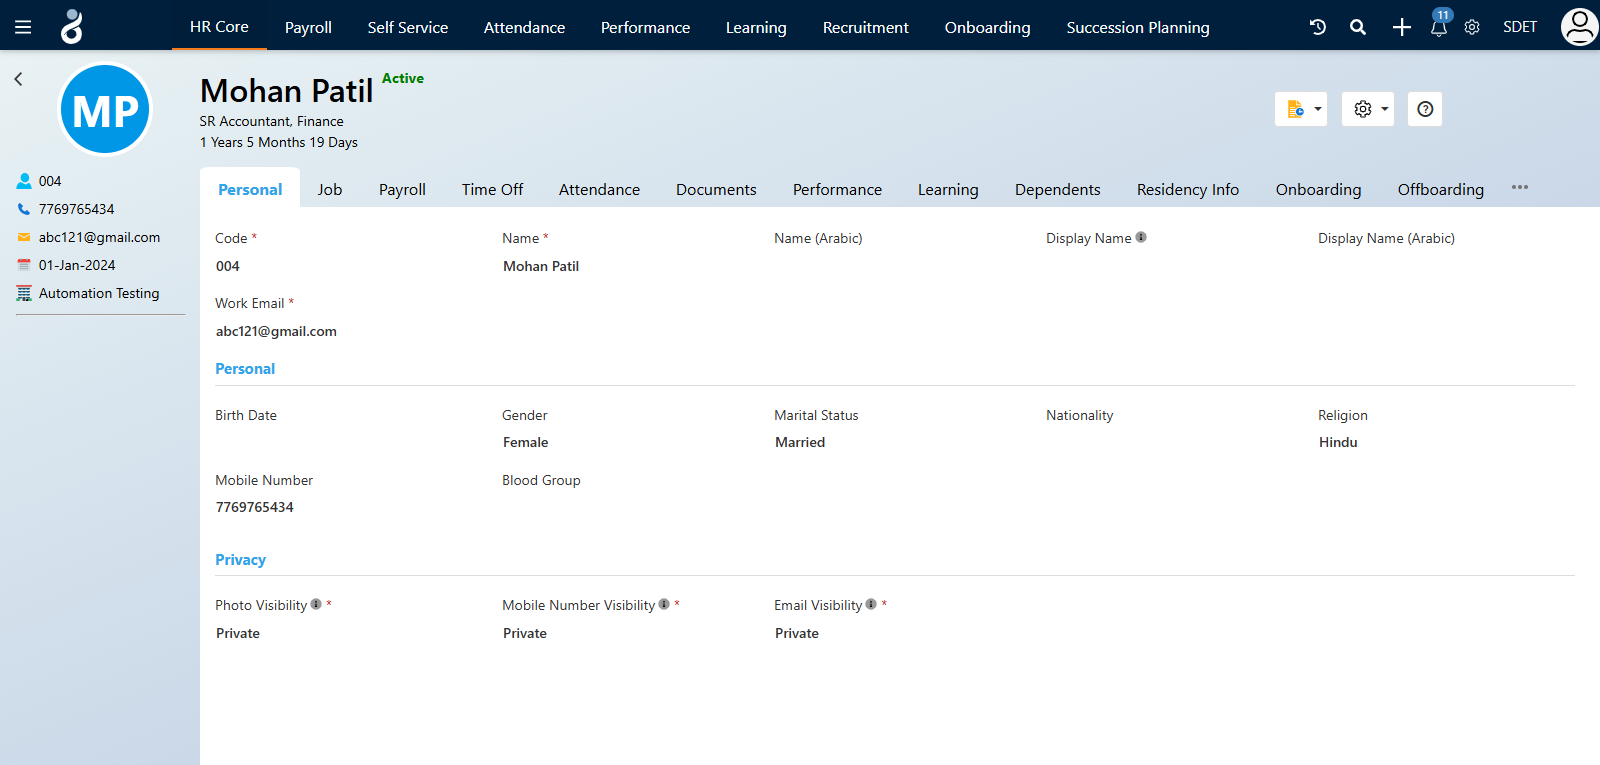 HR Core Payroll Self Service Attendance Performance Learning Recruitment Onboarding Succession Planning 11 SDET
MP
Mohan Patil Active
SR Accountant, Finance
1 Years 5 Months 19 Days
004
7769765434
abc121@gmail.com
01-Jan-2024
Automation Testing
Personal Job Payroll Time Off Attendance Documents Performance Learning Dependents Residency Info Onboarding Offboarding •••
Code * Name * Name (Arabic) Display Name Display Name (Arabic)
004 Mohan Patil
Work Email *
abc121@gmail.com
Personal
Birth Date Gender Marital Status Nationality Religion
Female Married Hindu
Mobile Number Blood Group
7769765434
Privacy
Photo Visibility * Mobile Number Visibility * Email Visibility *
Private Private Private